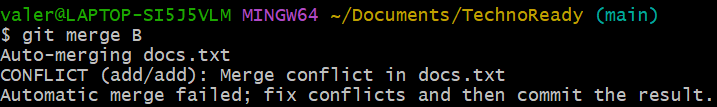 valer@LAPTOP-SI5J5VLM MINGW64 ~/Documents/TechnoReady (main)
$ git merge B
Auto-merging docs.txt
CONFLICT (add/add): Merge conflict in docs.txt
Automatic merge failed; fix conflicts and then commit the result.